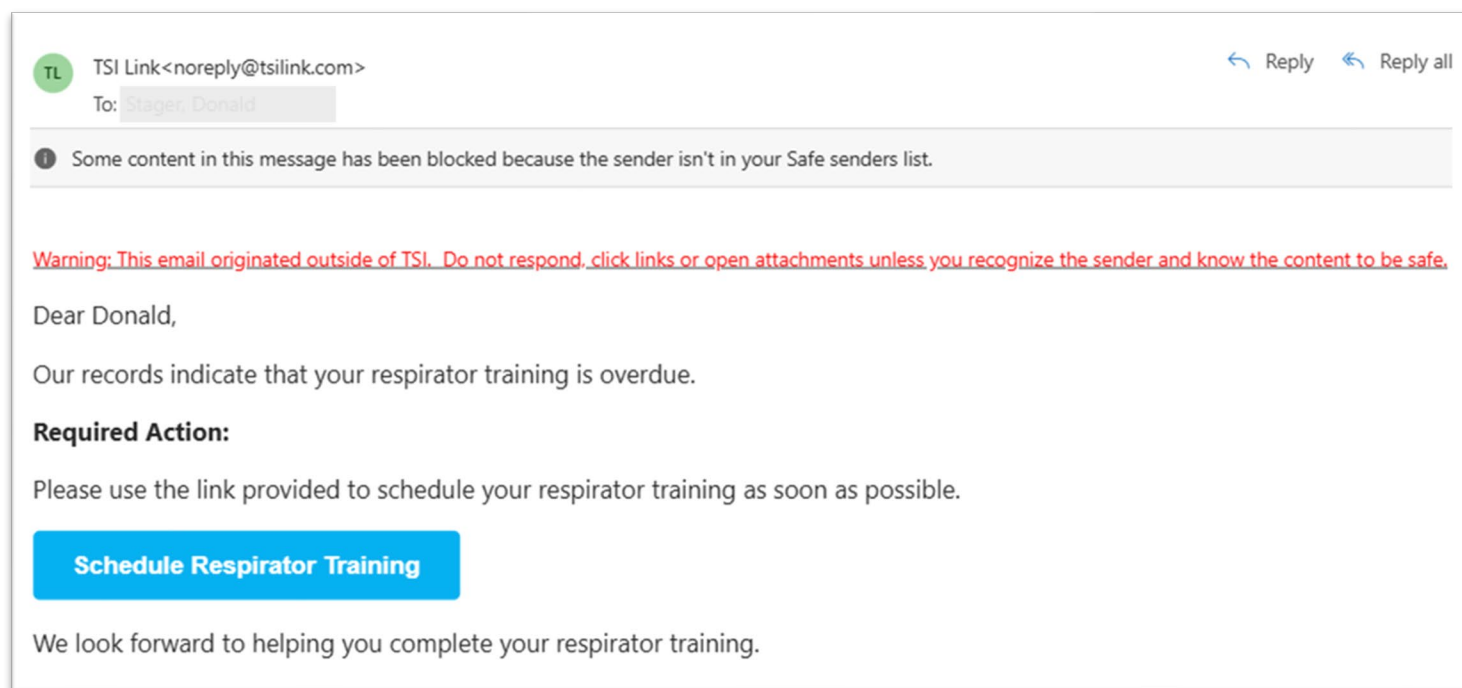 TL
TSI Link<noreply@tsilink.com>
Reply
Reply all
To: Stager, Donald
Some content in this message has been blocked because the sender isn't in your Safe senders list.
Warning: This email originated outside of TSI. Do not respond, click links or open attachments unless you recognize the sender and know the content to be safe.
Dear Donald,
Our records indicate that your respirator training is overdue.
Required Action:
Please use the link provided to schedule your respirator training as soon as possible.
Schedule Respirator Training
We look forward to helping you complete your respirator training.